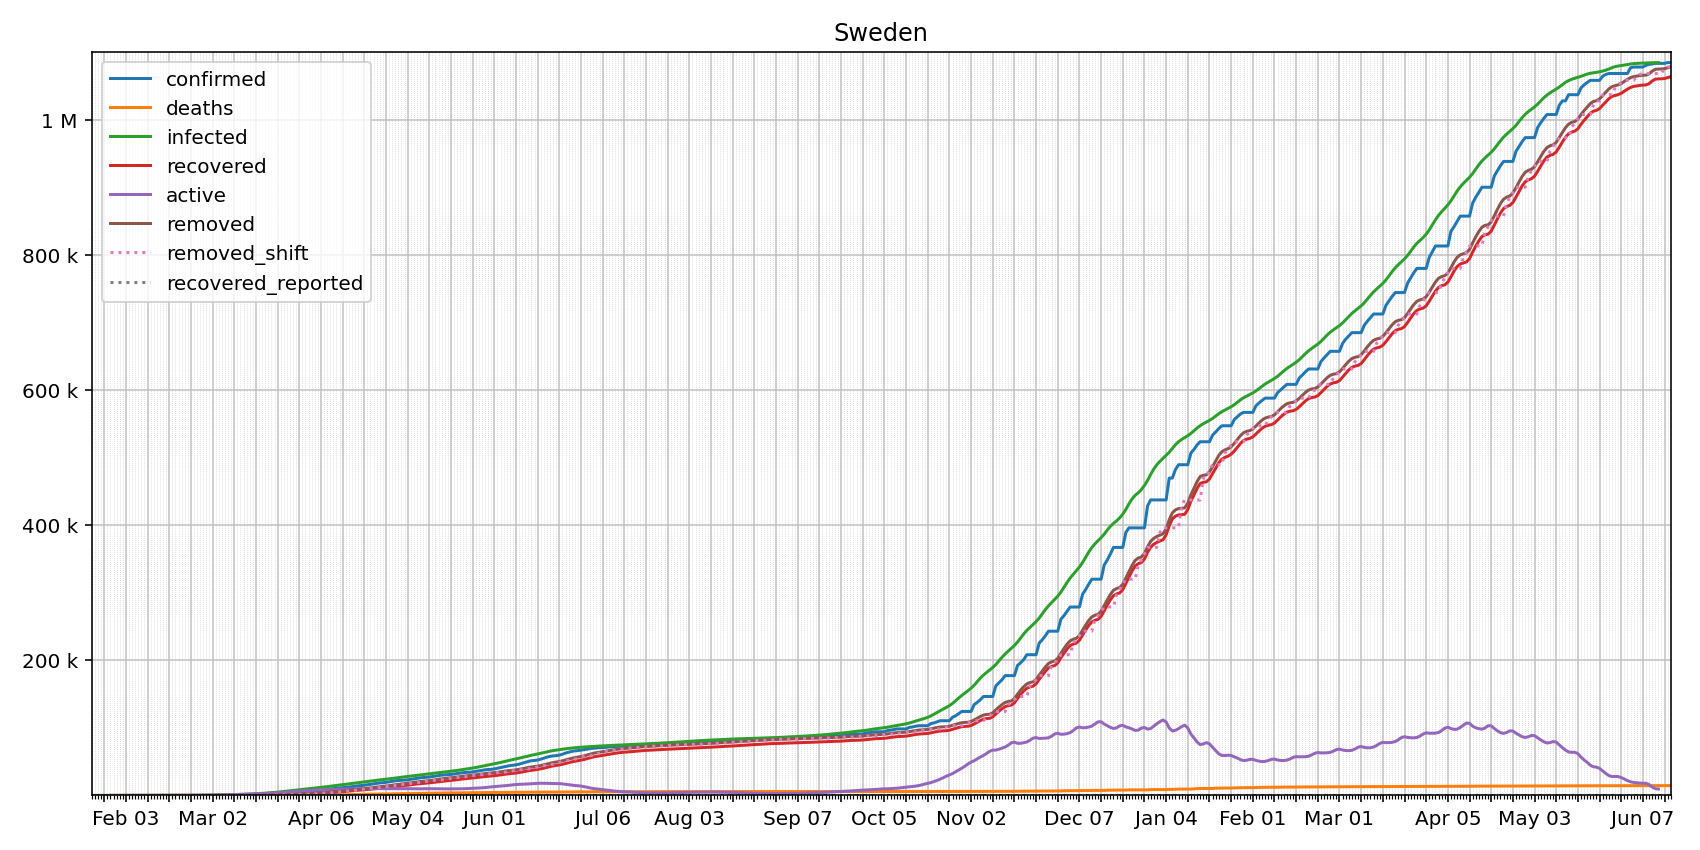 Sweden
confirmed
deaths
infected
recovered
active
removed
removed_shift
recovered_reported
1 M
800 k
600 k
400 k
200 k
Feb 03 Mar 02 Apr 06 May 04 Jun 01 Jul 06 Aug 03 Sep 07 Oct 05 Nov 02 Dec 07 Jan 04 Feb 01 Mar 01 Apr 05 May 03 Jun 07